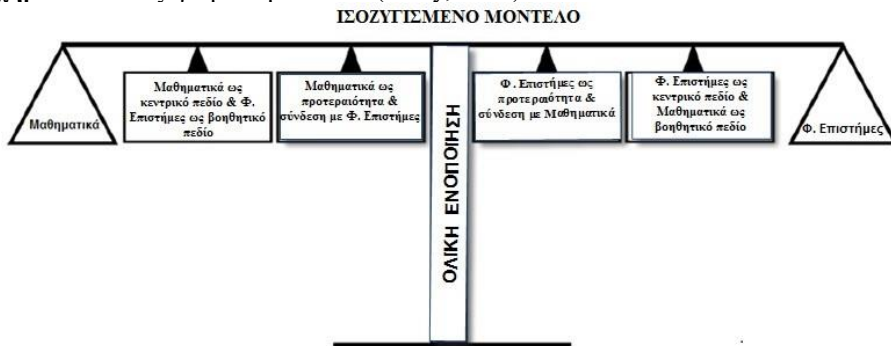 ΙΣΟΖΥΓΙΣΜΕΝΟ ΜΟΝΤΕΛΟ
Μαθηματικά
Μαθηματικά ως
κεντρικό πεδίο & Φ.
Επιστήμες ως βοηθητικό
πεδίο
Μαθηματικά ως
προτεραιότητα &
σύνδεση με Φ. Επιστήμες
ΟΛΙΚΗ ΕΝΟΠΟΙΗΣΗ
Φ. Επιστήμες ως
προτεραιότητα &
σύνδεση με Μαθηματικά
Φ. Επιστήμες ως
κεντρικό πεδίο &
Μαθηματικά ως
βοηθητικό πεδίο
Φ. Επιστήμες